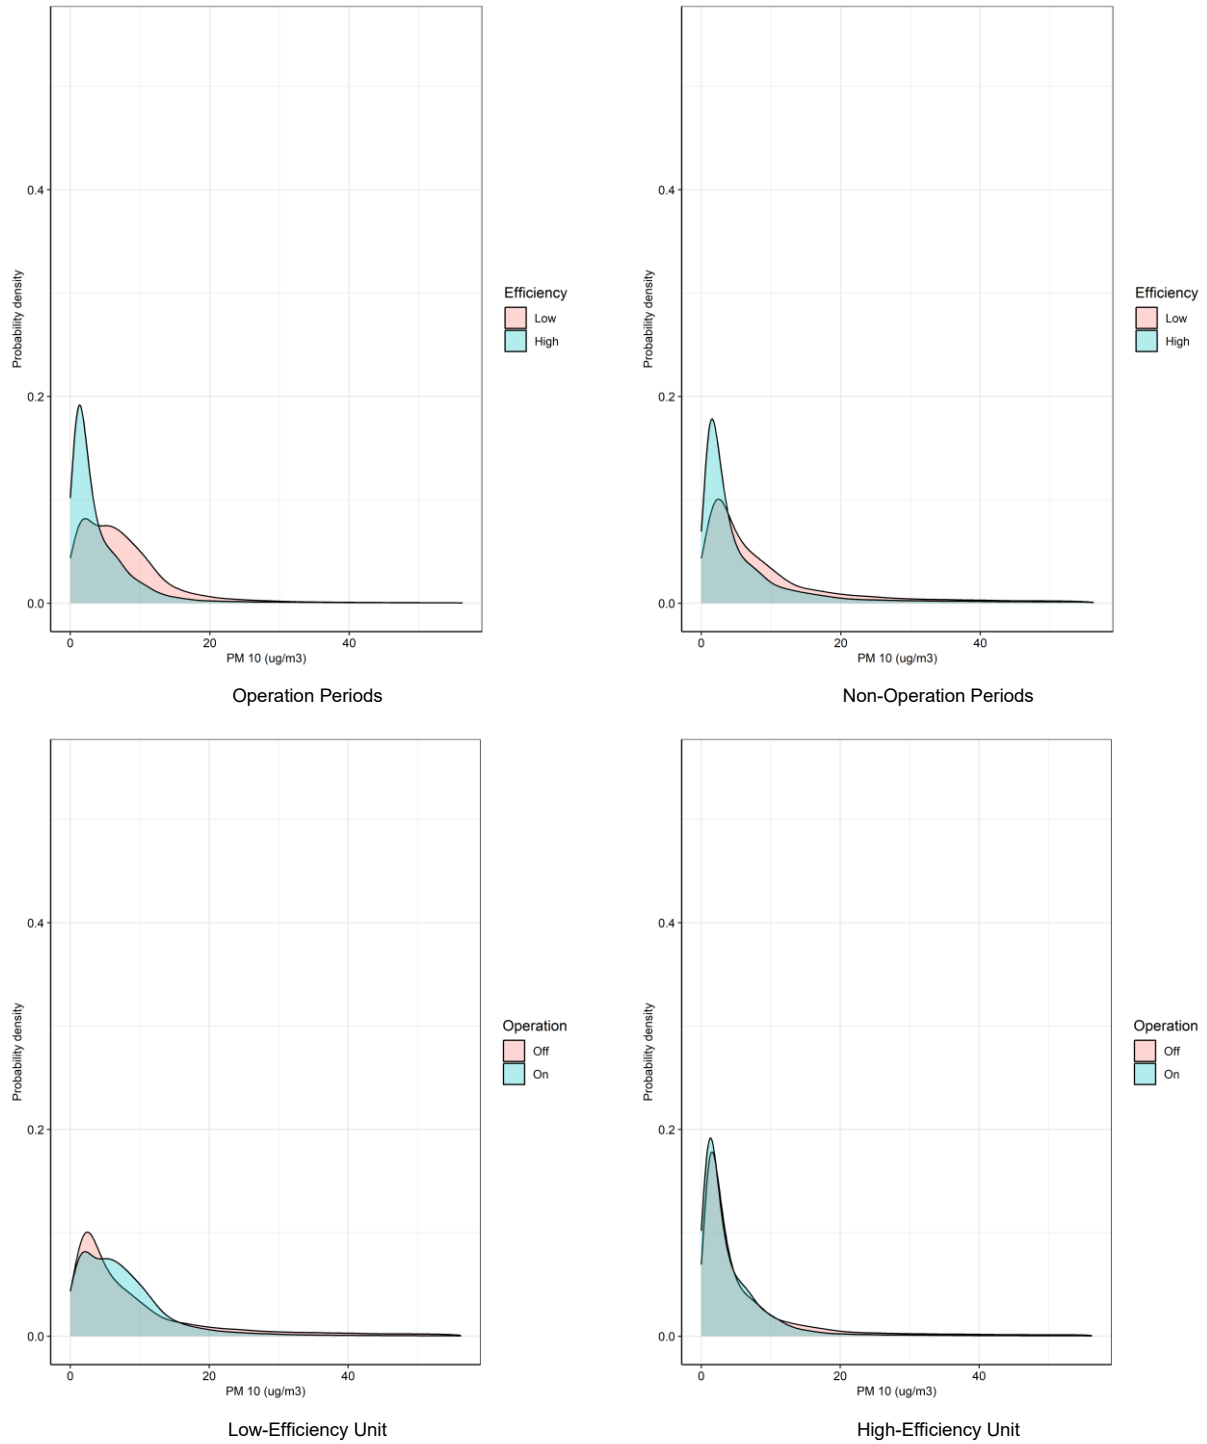 Probability density
0.4
0.2
0.0
0 20 40
PM 10 (ug/m3)
Efficiency
Low
High
Operation Periods
Probability density
0.4
0.2
0.0
0 20 40
PM 10 (ug/m3)
Efficiency
Low
High
Non-Operation Periods
Probability density
0.4
0.2
0.0
0 20 40
PM 10 (ug/m3)
Operation
Off
On
Low-Efficiency Unit
Probability density
0.4
0.2
0.0
0 20 40
PM 10 (ug/m3)
Operation
Off
On
High-Efficiency Unit